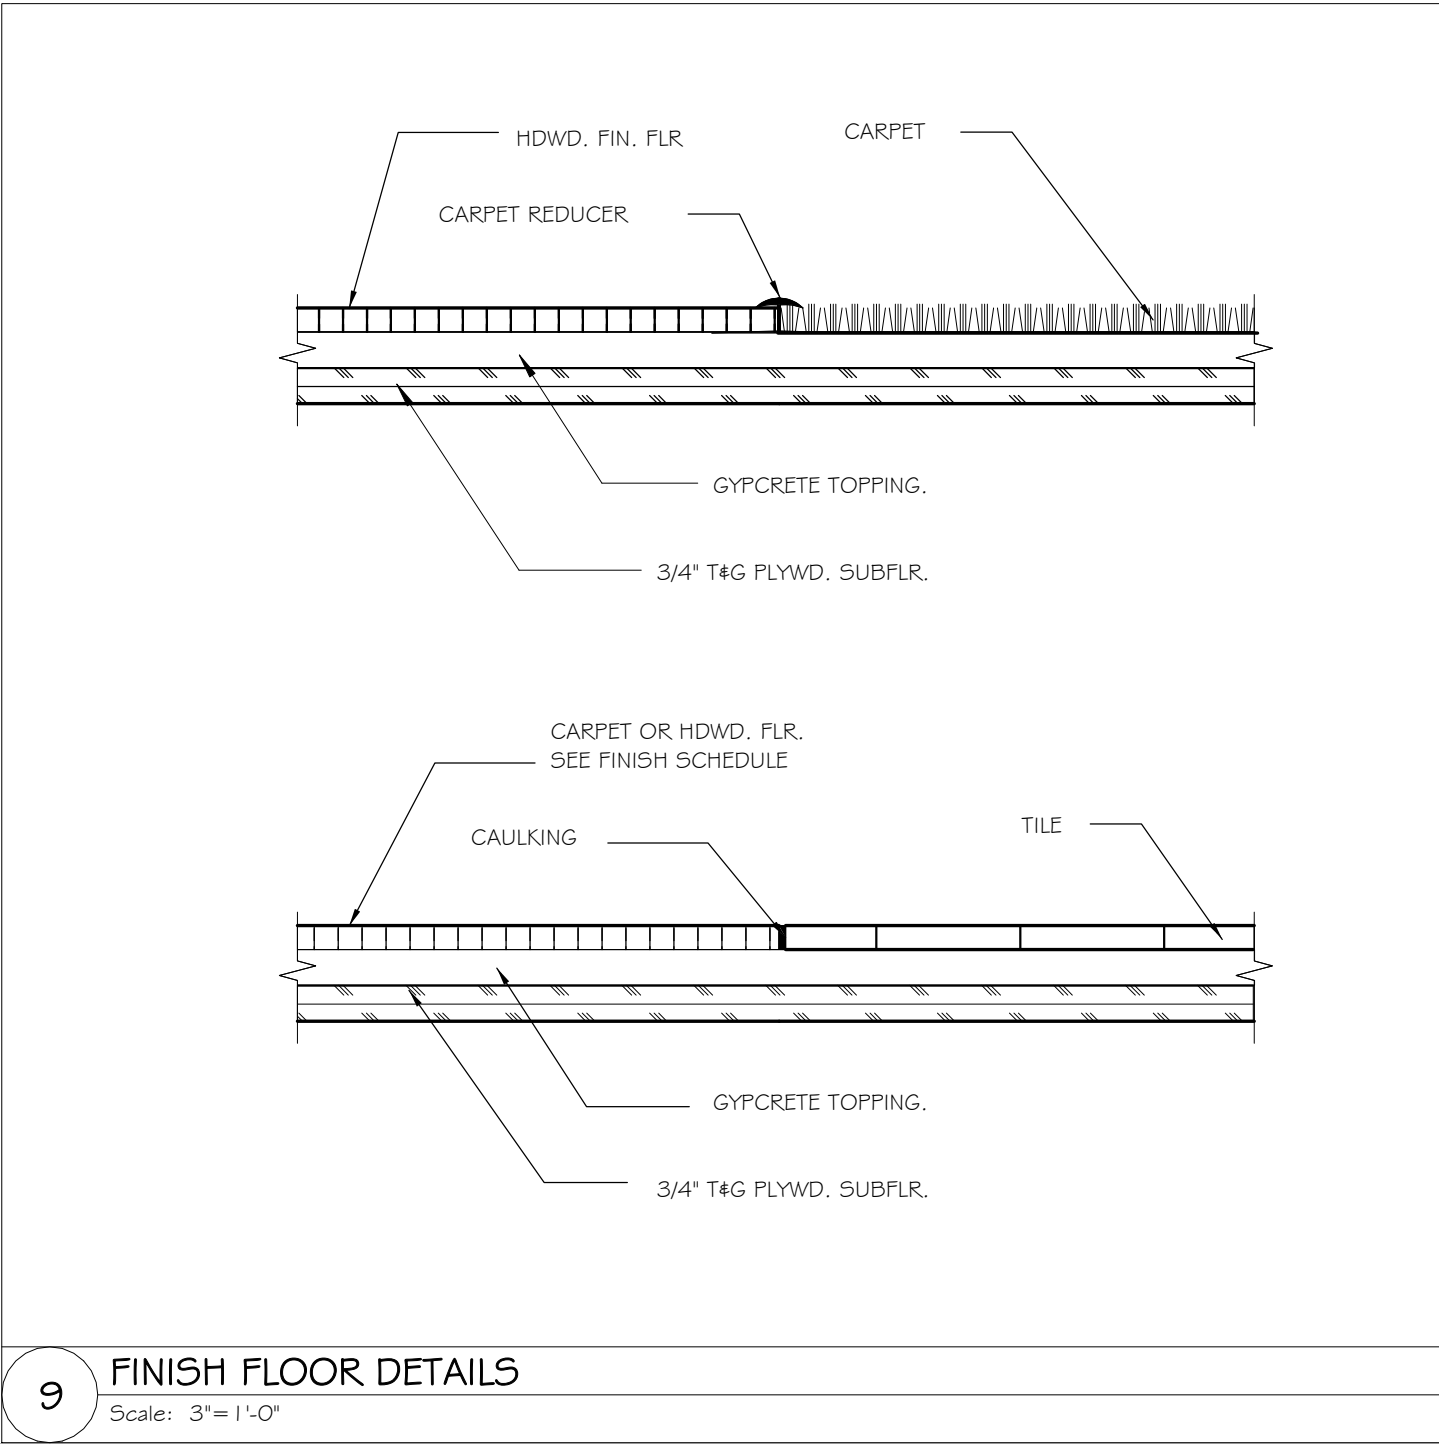 HDWD. FIN. FLR
CARPET
CARPET REDUCER
GYPCRETE TOPPING.
3/4" T&G PLYWD. SUBFLR.
CARPET OR HDWD. FLR.
SEE FINISH SCHEDULE
CAULKING
TILE
GYPCRETE TOPPING.
3/4" T&G PLYWD. SUBFLR.
9
FINISH FLOOR DETAILS
Scale: 3"=1'-0"